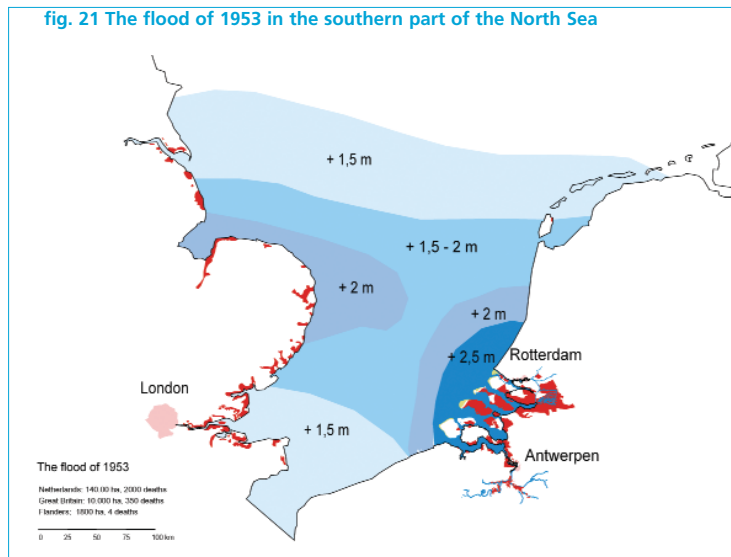 fig. 21 The flood of 1953 in the southern part of the North Sea
+ 1,5 m
+ 1,5 - 2 m
+ 2 m
+ 2 m
+ 2,5 m
Rotterdam
London
+ 1,5 m
Antwerpen
The flood of 1953
Netherlands: 140.00 ha, 2000 deaths
Great Britain: 10.000 ha, 350 deaths
Flanders; 1800 ha, 4 deaths
0 25 50 75 100 km